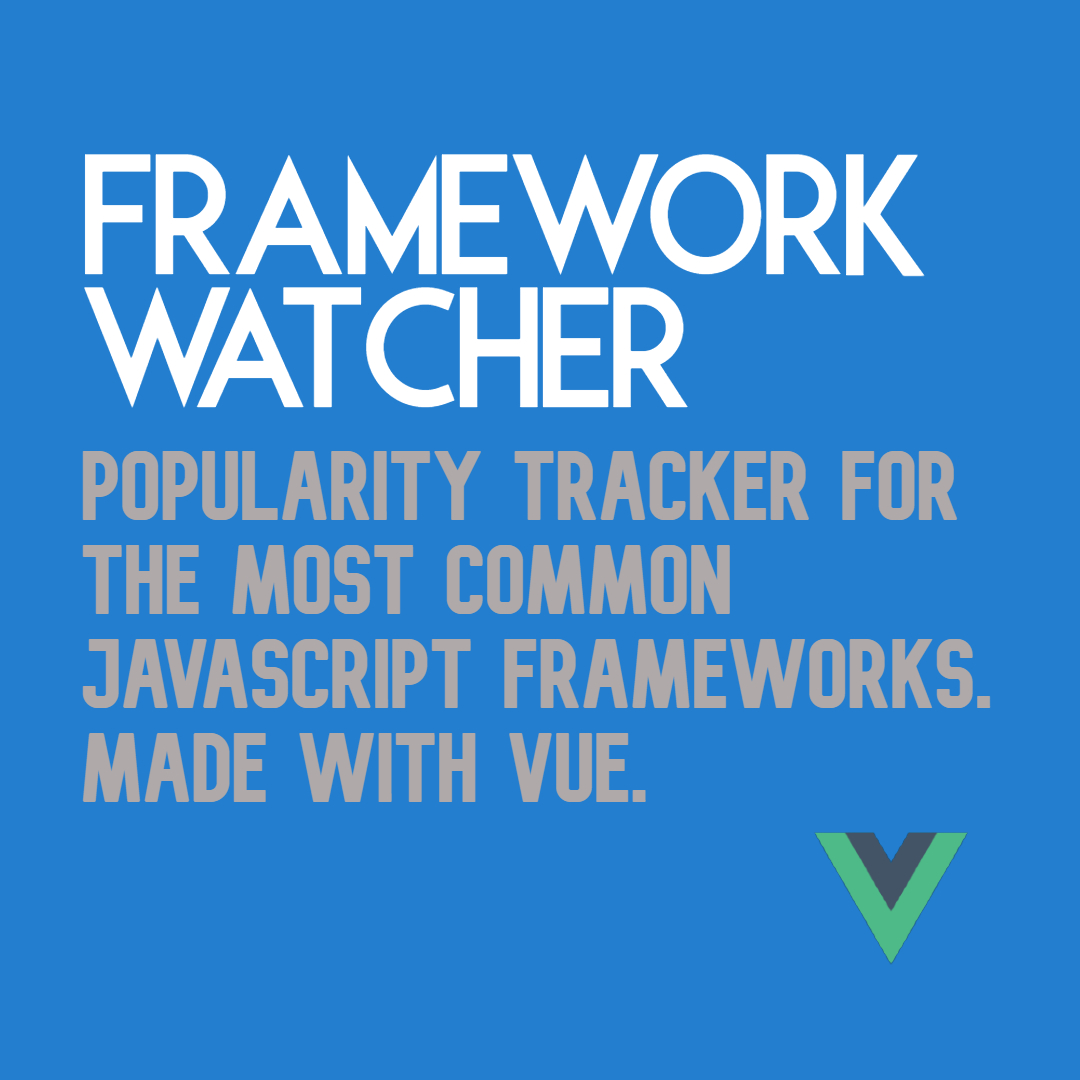 FRAMEWORK
WATCHER
POPULARITY TRACKER FOR
THE MOST COMMON
JAVASCRIPT FRAMEWORKS.
MADE WITH VUE.